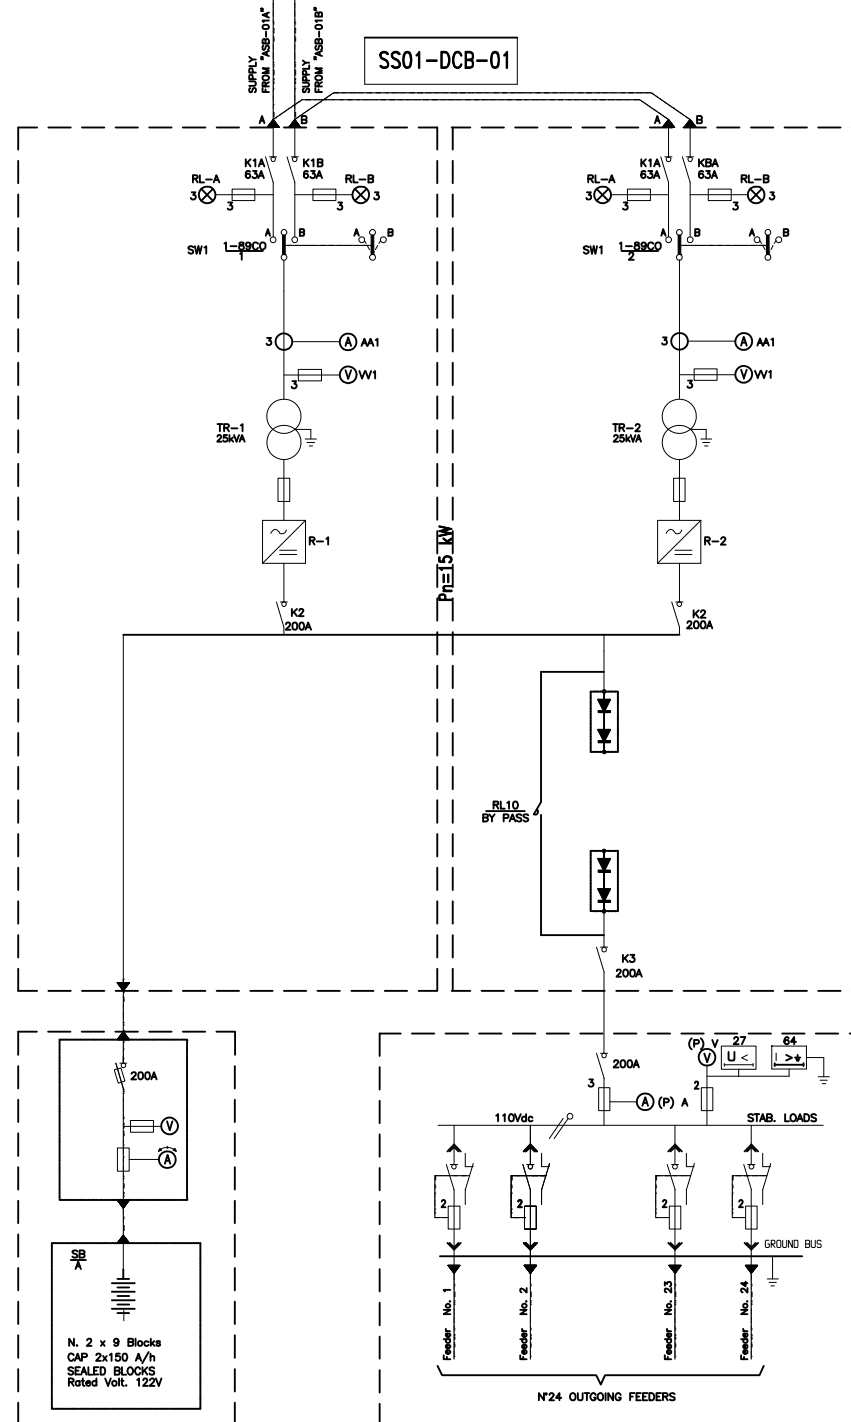 SUPPLY
FROM "ASB-01A"
SUPPLY
FROM "ASB-01B"
SS01-DCB-01
A
B
A
B
K1A
63A
K1B
63A
RL-A
3
3
RL-B
3
3
A
B
SW1
1-89CO
1
A
B
3
A
AA1
3
V
VV1
TR-1
25kVA
R-1
K2
200A
K1A
63A
KBA
63A
RL-A
3
3
RL-B
3
3
A
B
SW1
1-89CO
2
A
B
3
A
AA1
3
V
VV1
TR-2
25kVA
R-2
K2
200A
Pn=15 kW
RL10
BY PASS
K3
200A
200A
V
A
SB
A
N. 2 x 9 Blocks
CAP 2x150 A/h
SEALED BLOCKS
Rated Volt. 122V
200A
3
A
(P) A
(P) V
V
27
U <
64
I >
2
110Vdc
STAB. LOADS
2
2
2
2
GROUND BUS
Feeder No. 1
Feeder No. 2
Feeder No. 23
Feeder No. 24
N°24 OUTGOING FEEDERS